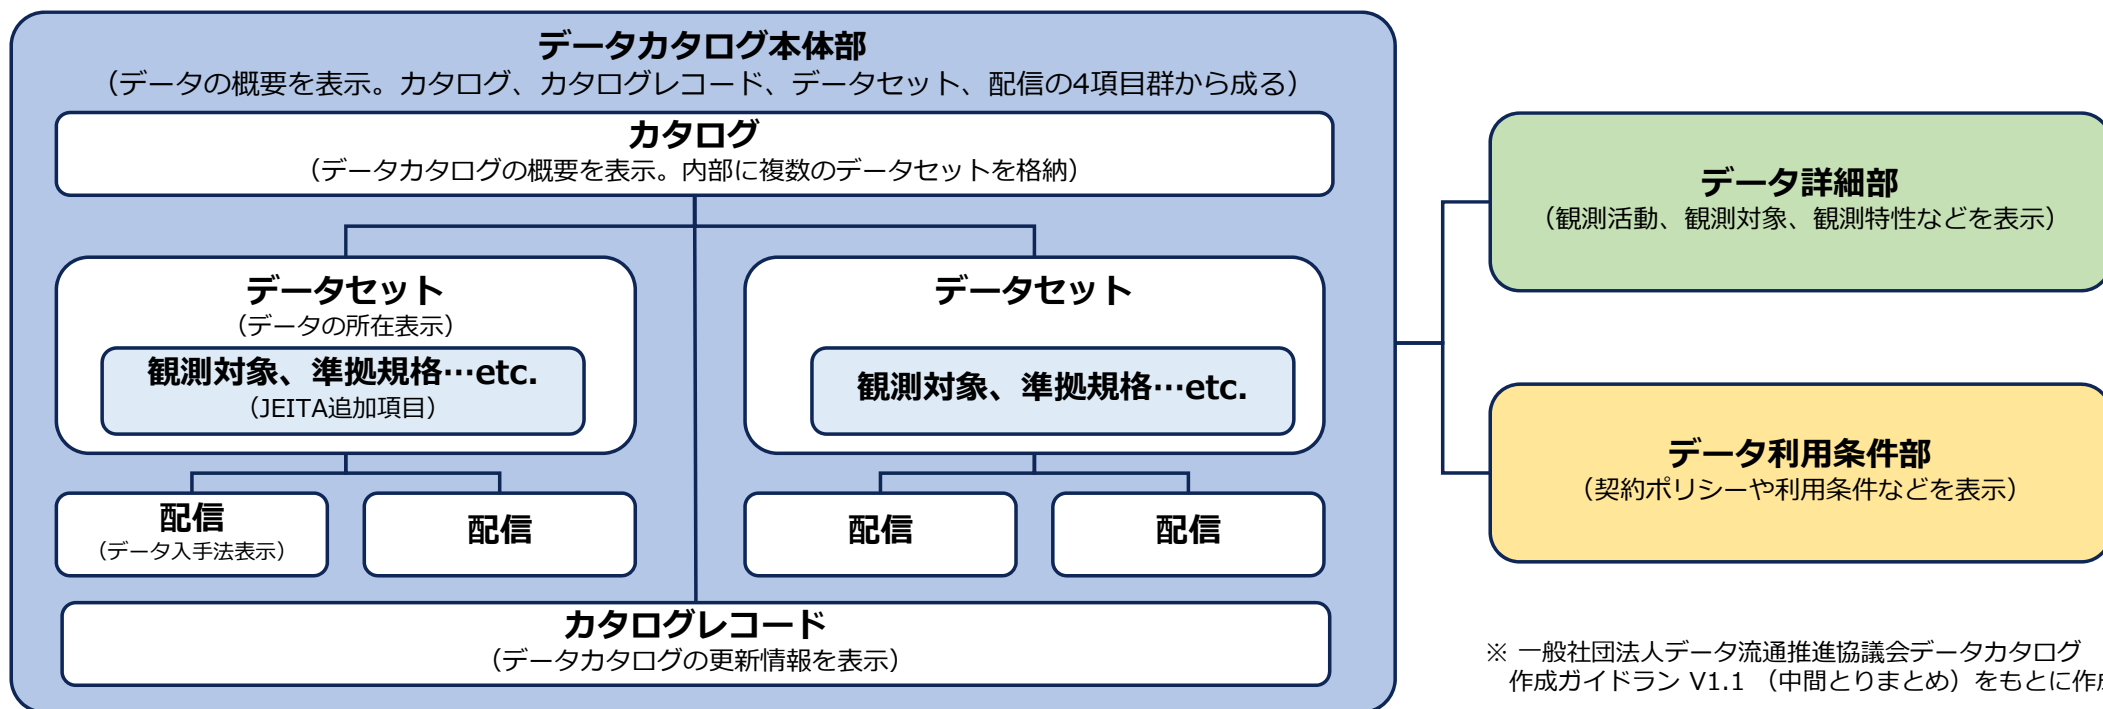 データカタログ本体部
（データの概要を表示。カタログ、カタログレコード、データセット、配信の4項目群から成る）
カタログ
（データカタログの概要を表示。内部に複数のデータセットを格納）
データセット
（データの所在表示）
観測対象、準拠規格…etc.
（JEITA追加項目）
データセット
観測対象、準拠規格…etc.
配信
（データ入手法表示）
配信
配信
配信
カタログレコード
（データカタログの更新情報を表示）
データ詳細部
（観測活動、観測対象、観測特性などを表示）
データ利用条件部
（契約ポリシーや利用条件などを表示）
※ 一般社団法人データ流通推進協議会データカタログ
作成ガイドラン V1.1 （中間とりまとめ）をもとに作成